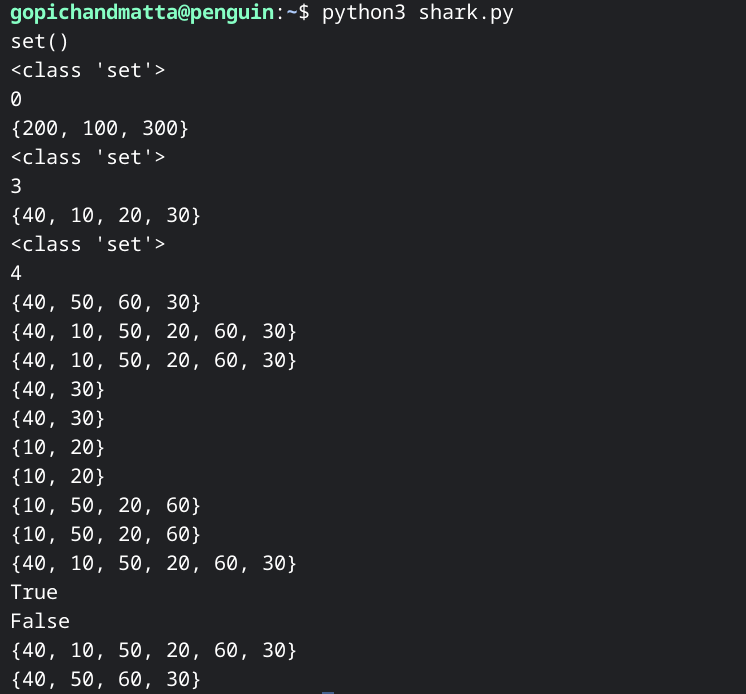 gopichandmatta@penguin:~$ python3 shark.py
set()
<class 'set'>
0
{200, 100, 300}
<class 'set'>
3
{40, 10, 20, 30}
<class 'set'>
4
{40, 50, 60, 30}
{40, 10, 50, 20, 60, 30}
{40, 10, 50, 20, 60, 30}
{40, 30}
{40, 30}
{10, 20}
{10, 20}
{10, 50, 20, 60}
{10, 50, 20, 60}
{40, 10, 50, 20, 60, 30}
True
False
{40, 10, 50, 20, 60, 30}
{40, 50, 60, 30}